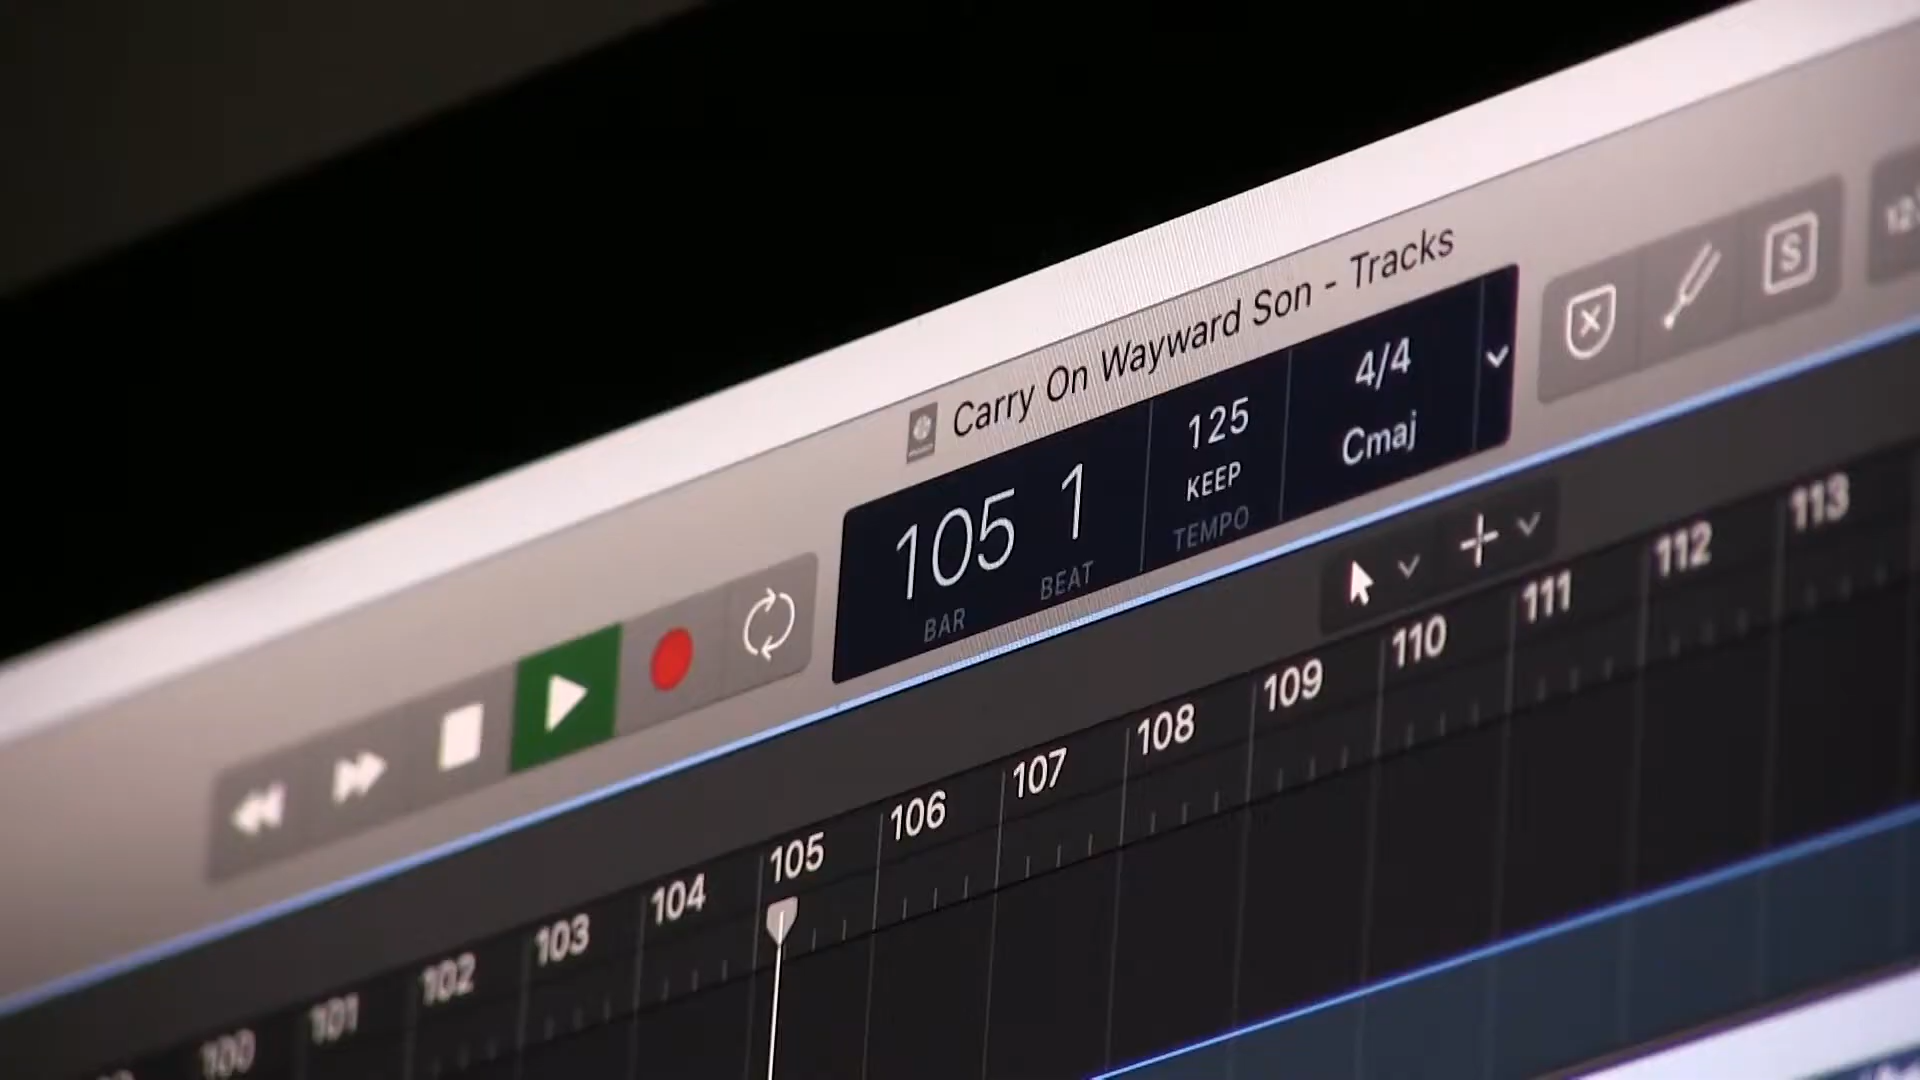 Carry On Wayward Son - Tracks
105 1
BAR BEAT
125
KEEP
TEMPO
4/4
Cmaj
S
100 101 102 103 104 105 106 107 108 109 110 111 112 113